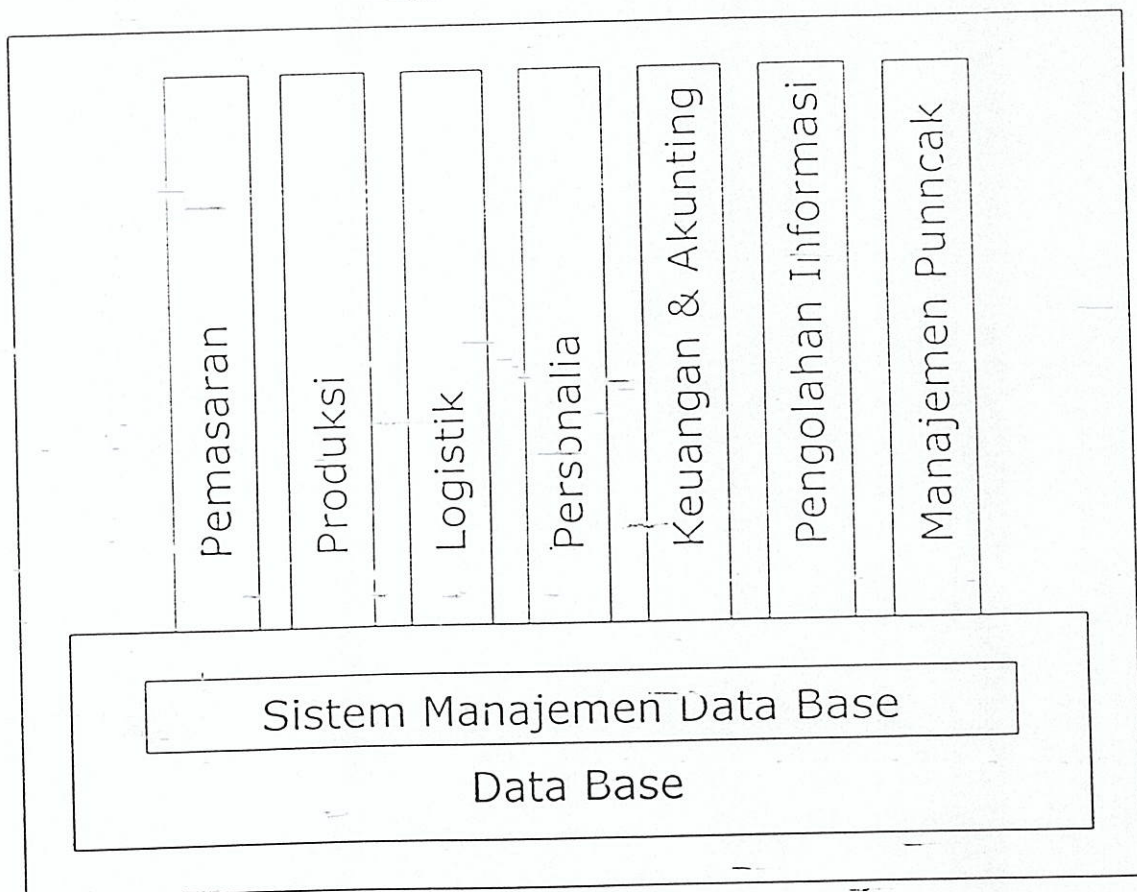 Pemasaran
Produksi
Logistik
Personalia
Keuangan & Akunting
Pengolahan Informasi
Manajemen Punncak
Sistem Manajemen Data Base
Data Base